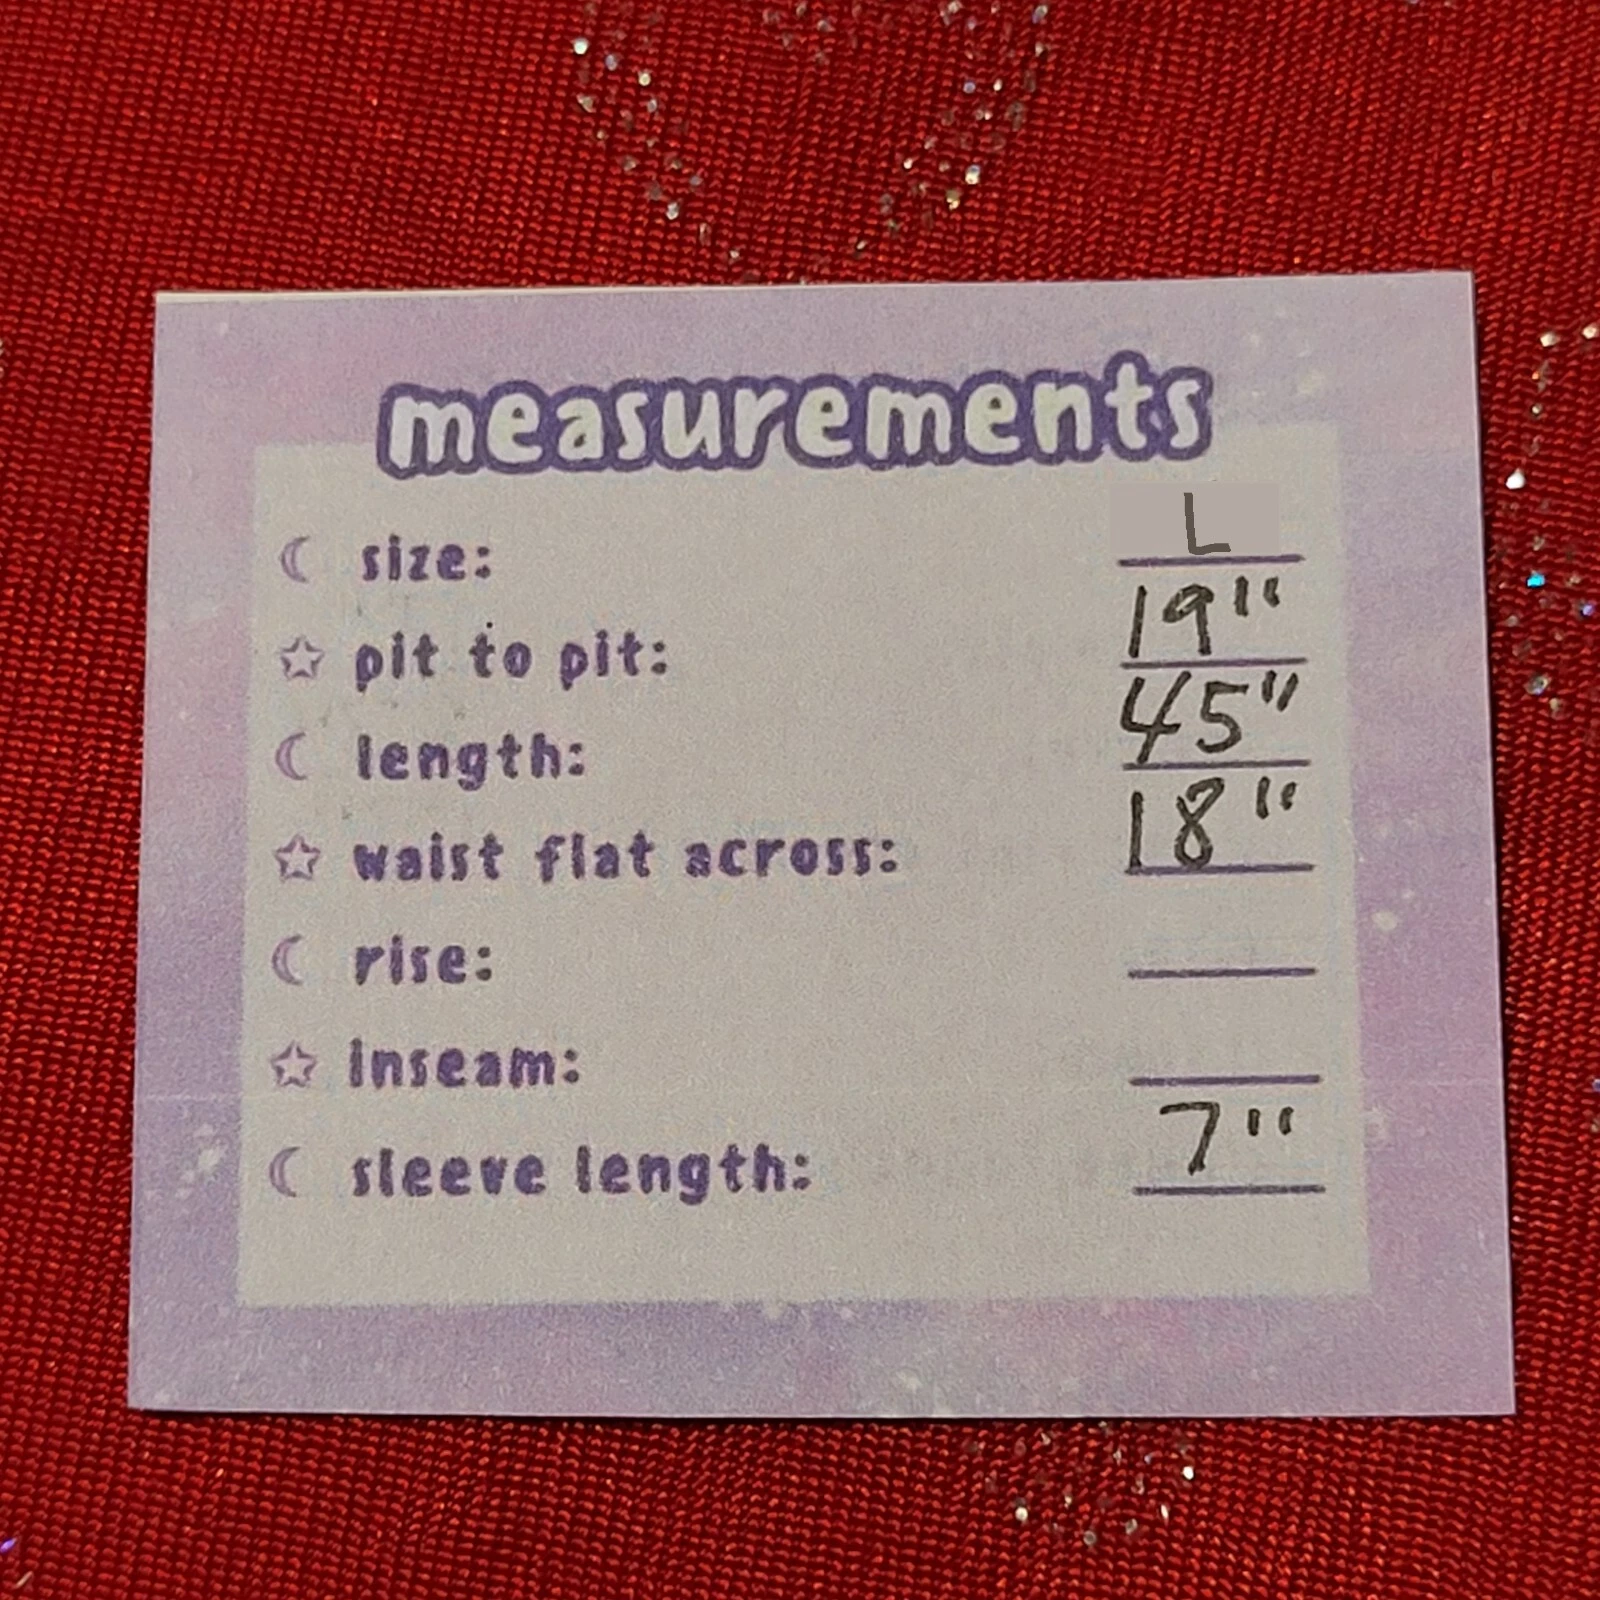 measurements
size: L
pit to pit: 19"
length: 45"
waist flat across: 18"
rise:
inseam:
sleeve length: 7"